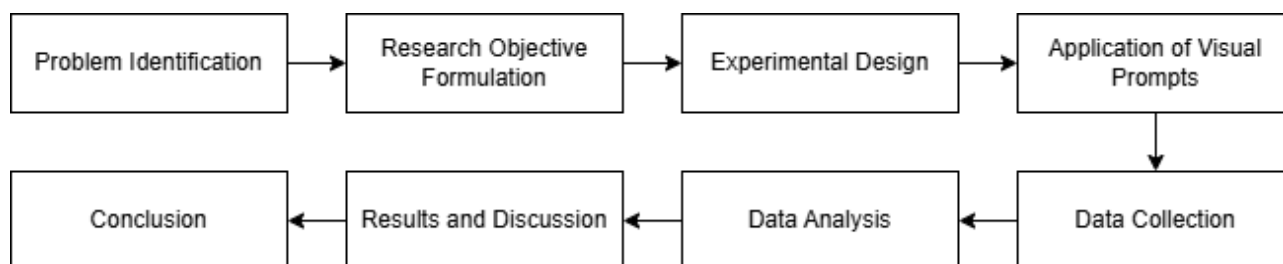 Problem Identification
Research Objective
Formulation
Experimental Design
Application of Visual
Prompts
Data Collection
Data Analysis
Results and Discussion
Conclusion